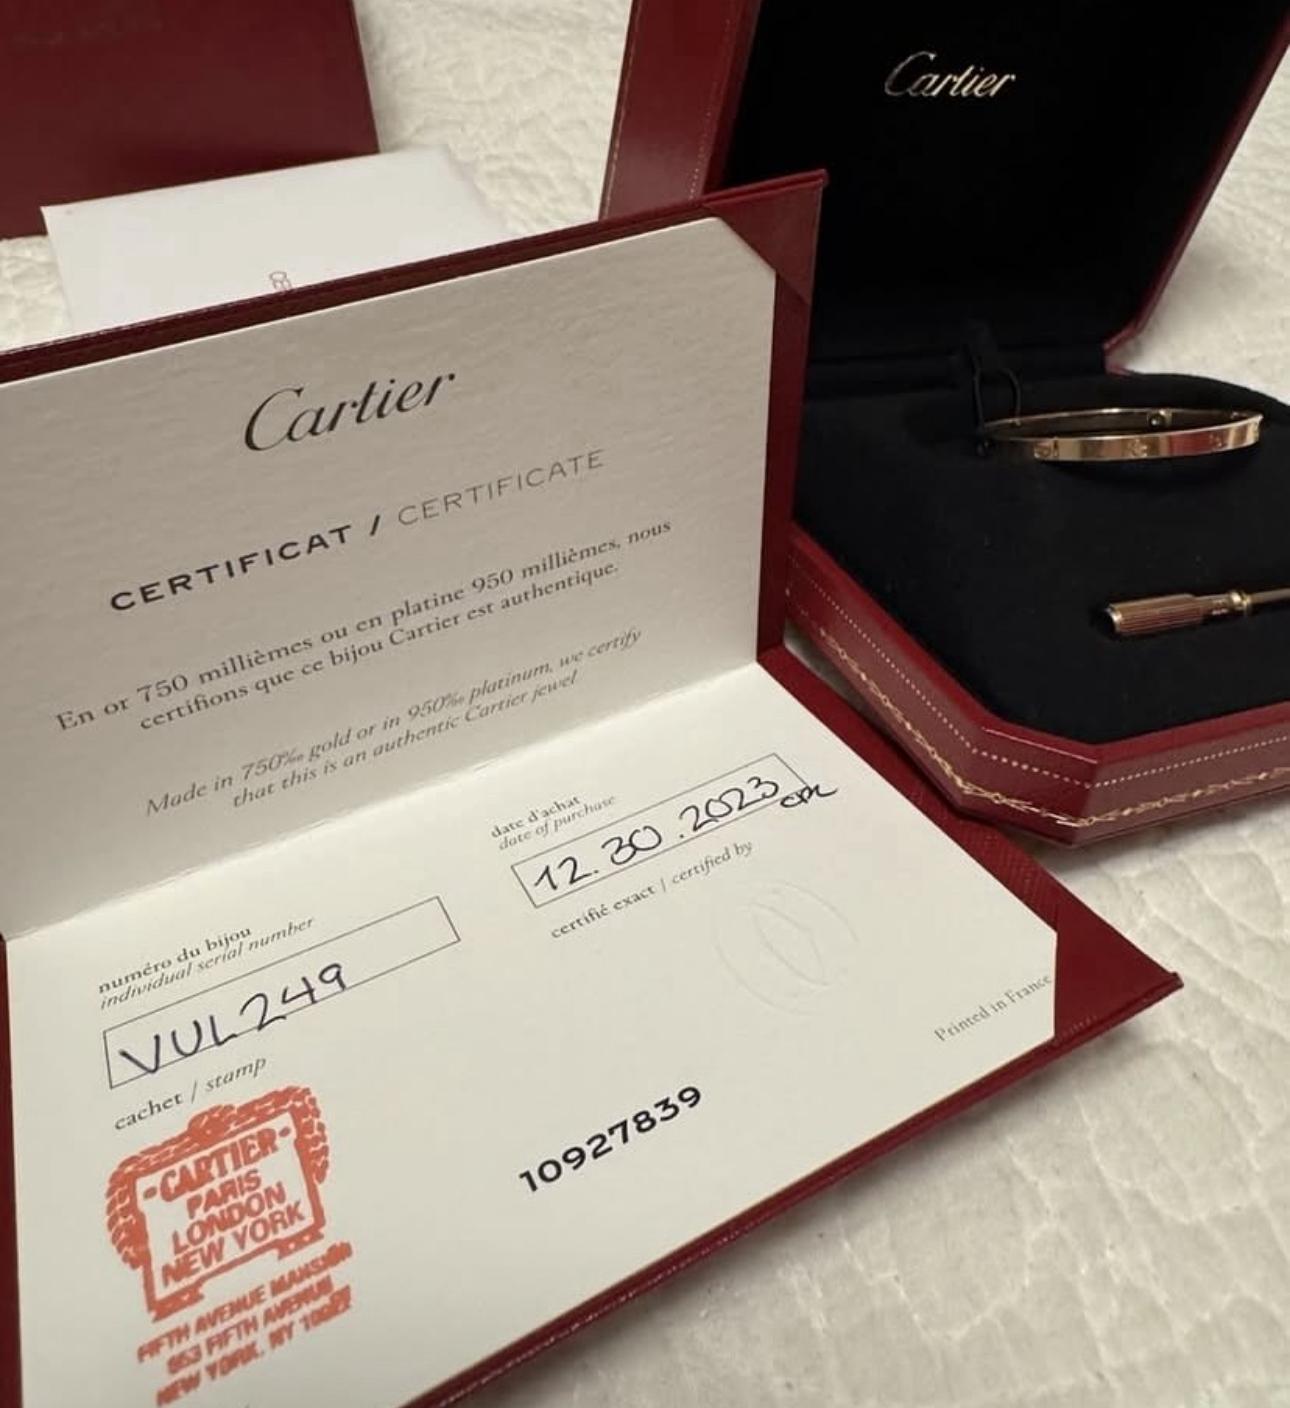 Cartier
Cartier
CERTIFICAT / CERTIFICATE
En or 750 millièmes ou en platine 950 millièmes, nous
certifions que ce bijou Cartier est authentique.
Made in 750‰ gold or in 950‰ platinum, we certify
that this is an authentic Cartier jewel
date d'achat
date of purchase
12.30.2023
certifié exact / certified by
numéro du bijou
individual serial number
VUL249
cachet / stamp
-CARTIER-
PARIS
LONDON
NEW YORK
FIFTH AVENUE MANSION
653 FIFTH AVENUE
NEW YORK, NY
10927839
Printed in France